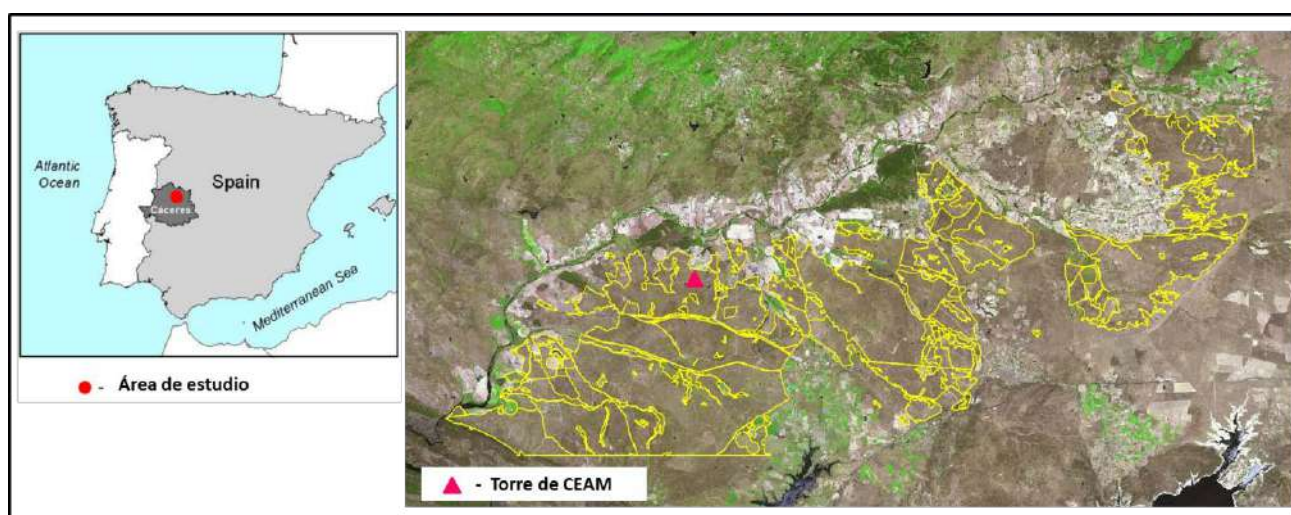 Atlantic
Ocean
Spain
Cáceres
Mediterranean Sea
- Área de estudio
- Torre de CEAM